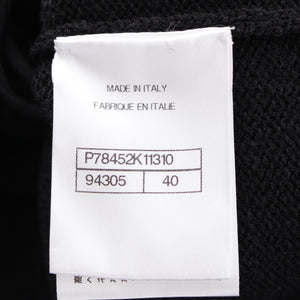 MADE IN ITALY
FABRIQUE EN ITALIE
P78452K11310
94305 40